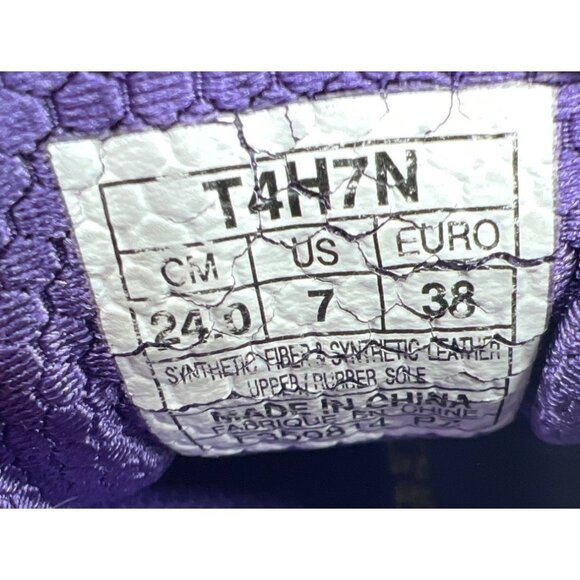 T4H7N
CM US EURO
24.0 7 38
SYNTHETIC FIBER & SYNTHETIC LEATHER
UPPER / RUBBER SOLE
MADE IN CHINA
FABRIQUE EN CHINE